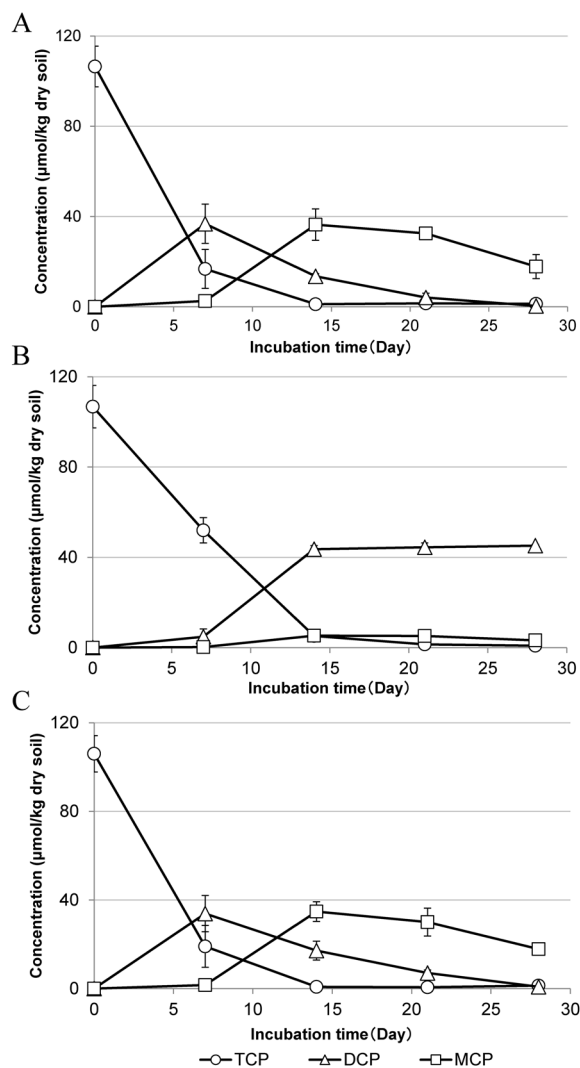 A
Concentration (μmol/kg dry soil)
120
80
40
0
0 5 10 15 20 25 30
Incubation time(Day)
B
Concentration (μmol/kg dry soil)
120
80
40
0
0 5 10 15 20 25 30
Incubation time(Day)
C
Concentration (μmol/kg dry soil)
120
80
40
0
0 5 10 15 20 25 30
Incubation time(Day)
TCP DCP MCP